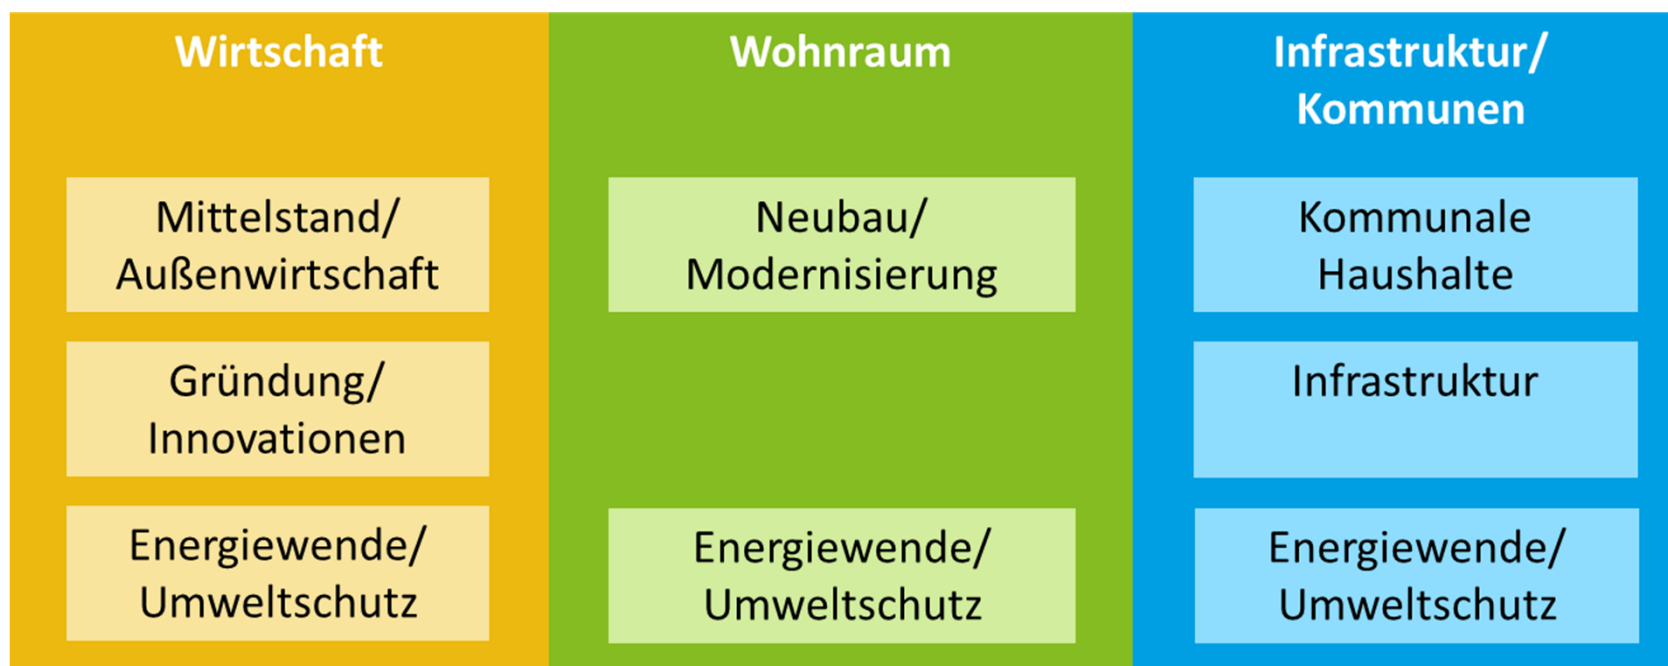 Wirtschaft
Mittelstand/
Außenwirtschaft
Gründung/
Innovationen
Energiewende/
Umweltschutz
Wohnraum
Neubau/
Modernisierung
Energiewende/
Umweltschutz
Infrastruktur/
Kommunen
Kommunale
Haushalte
Infrastruktur
Energiewende/
Umweltschutz